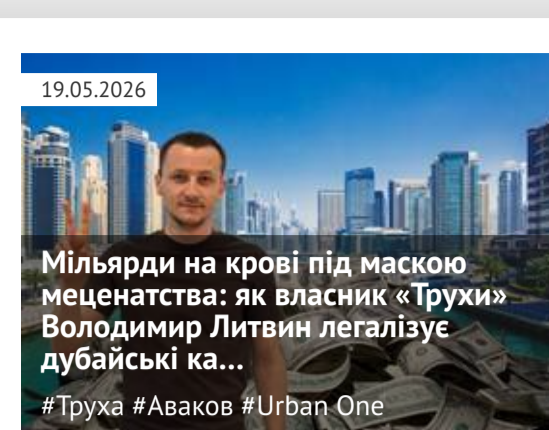 19.05.2026
Мільярди на крові під маскою
меценатства: як власник «Трухи»
Володимир Литвин легалізує
дубайські ка...
#Труха #Аваков #Urban One